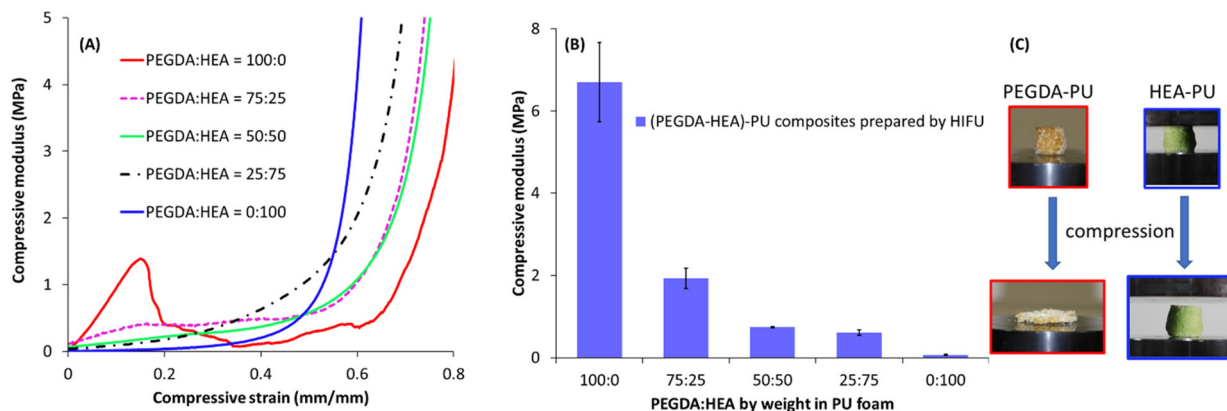 (A)
Compressive modulus (MPa)
5
4
3
2
1
0
PEGDA:HEA = 100:0
PEGDA:HEA = 75:25
PEGDA:HEA = 50:50
PEGDA:HEA = 25:75
PEGDA:HEA = 0:100
0 0.2 0.4 0.6 0.8
Compressive strain (mm/mm)
(B)
Compressive modulus (MPa)
8
6
4
2
0
(PEGDA-HEA)-PU composites prepared by HIFU
100:0 75:25 50:50 25:75 0:100
PEGDA:HEA by weight in PU foam
(C)
PEGDA-PU HEA-PU
compression